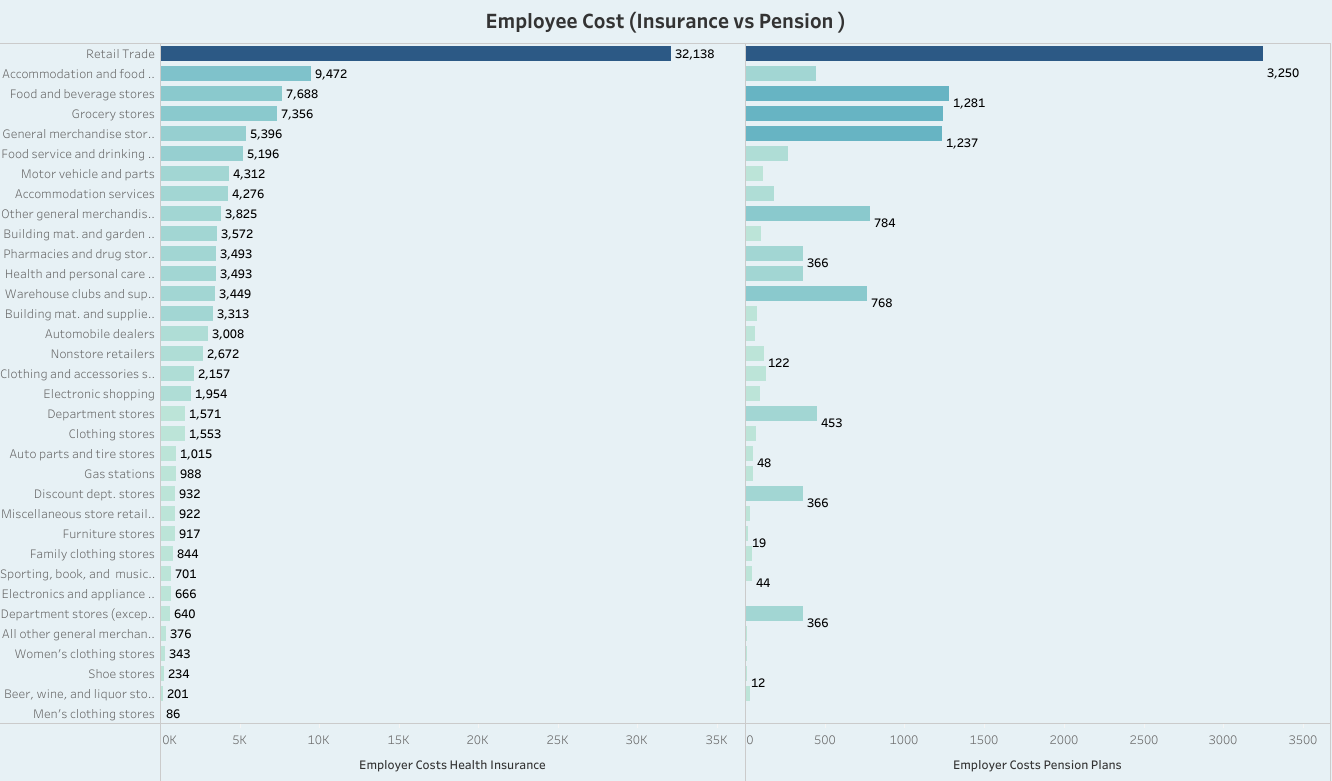 Employee Cost (Insurance vs Pension )
Retail Trade 32,138 3,250
Accommodation and food .. 9,472
Food and beverage stores 7,688 1,281
Grocery stores 7,356
General merchandise stor.. 5,396 1,237
Food service and drinking .. 5,196
Motor vehicle and parts 4,312
Accommodation services 4,276
Other general merchandis.. 3,825 784
Building mat. and garden .. 3,572
Pharmacies and drug stor.. 3,493 366
Health and personal care .. 3,493
Warehouse clubs and sup.. 3,449 768
Building mat. and supplie.. 3,313
Automobile dealers 3,008
Nonstore retailers 2,672 122
Clothing and accessories s.. 2,157
Electronic shopping 1,954
Department stores 1,571 453
Clothing stores 1,553
Auto parts and tire stores 1,015 48
Gas stations 988
Discount dept. stores 932 366
Miscellaneous store retail.. 922
Furniture stores 917 19
Family clothing stores 844
Sporting, book, and music.. 701 44
Electronics and appliance .. 666
Department stores (excep.. 640 366
All other general merchan.. 376
Women's clothing stores 343
Shoe stores 234 12
Beer, wine, and liquor sto.. 201
Men's clothing stores 86
0K 5K 10K 15K 20K 25K 30K 35K 0 500 1000 1500 2000 2500 3000 3500
Employer Costs Health Insurance Employer Costs Pension Plans